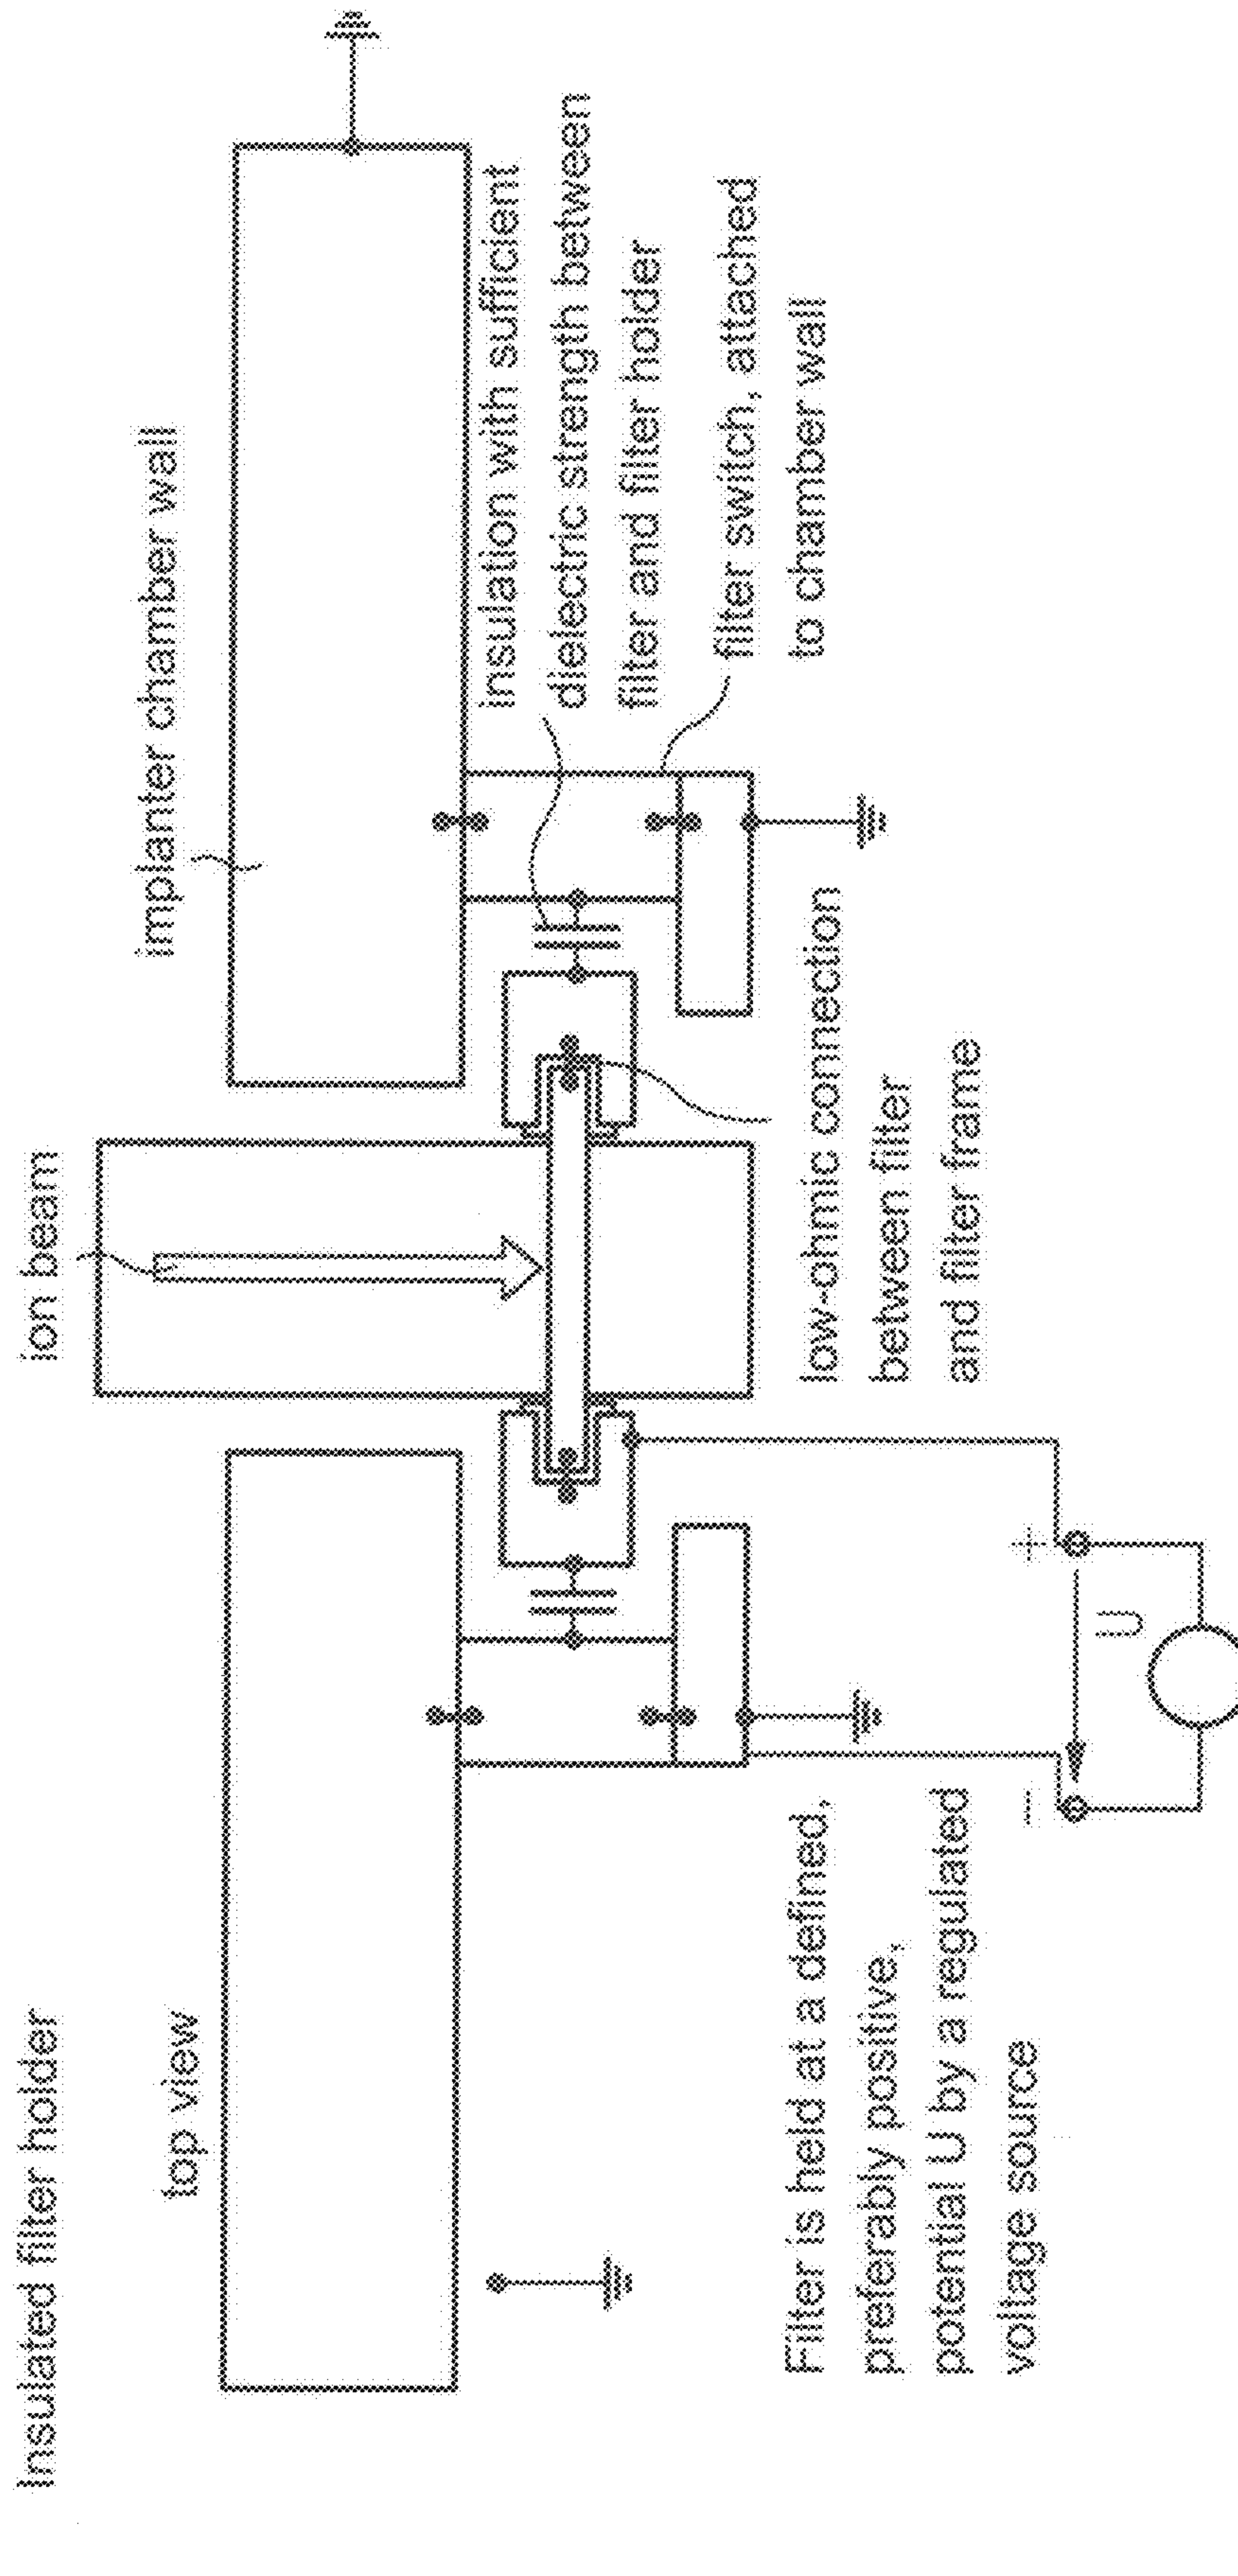 Insulated filter holder
top view
ion beam
implanter chamber wall
insulation with sufficient
dielectric strength between
filter and filter holder
filter switch, attached
to chamber wall
low-ohmic connection
between filter
and filter frame
Filter is held at a defined,
preferably positive,
potential U by a regulated
voltage source
− +
U